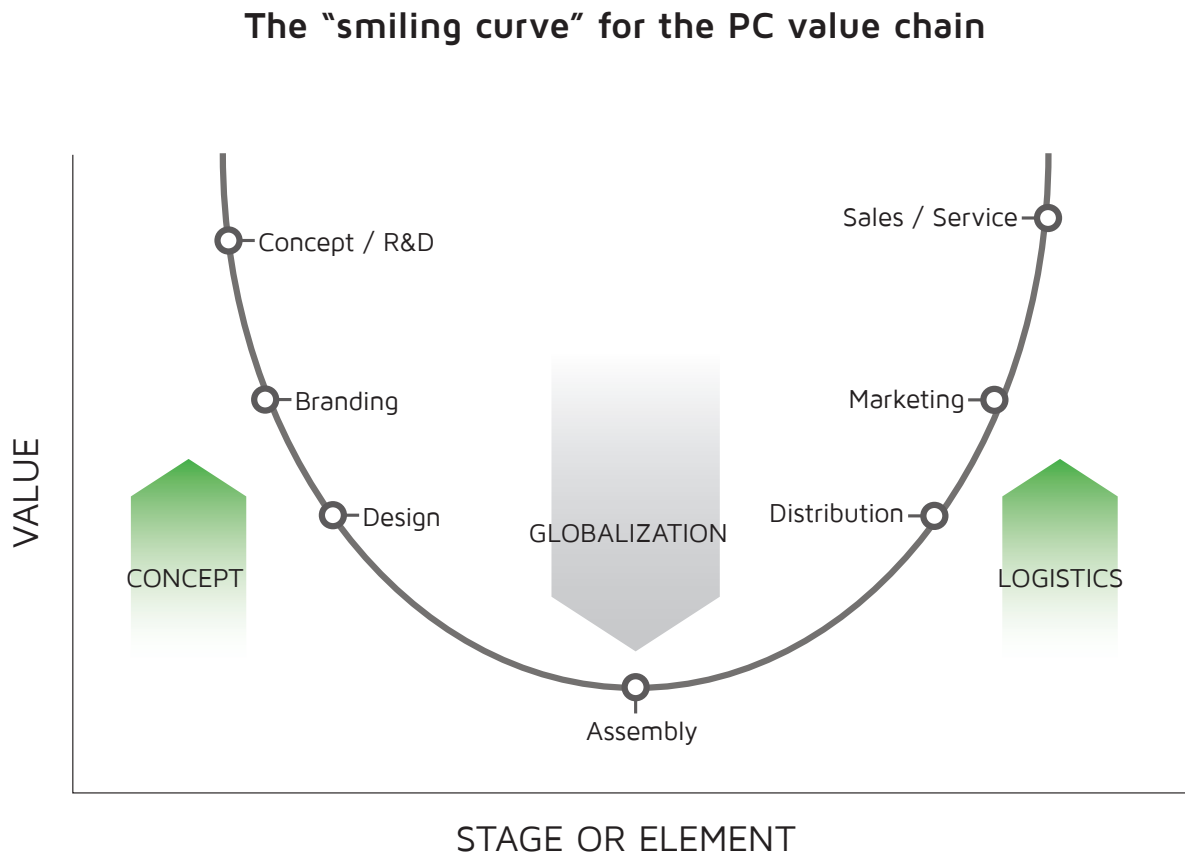 The “smiling curve” for the PC value chain
Sales / Service
Concept / R&D
Branding
Marketing
Design
Distribution
GLOBALIZATION
CONCEPT
LOGISTICS
Assembly
VALUE
STAGE OR ELEMENT